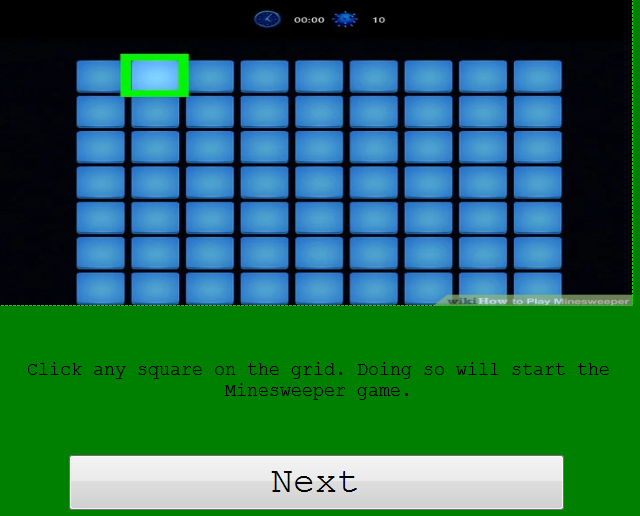 00:00 10
wikiHow to Play Minesweeper
Click any square on the grid. Doing so will start the
Minesweeper game.
Next